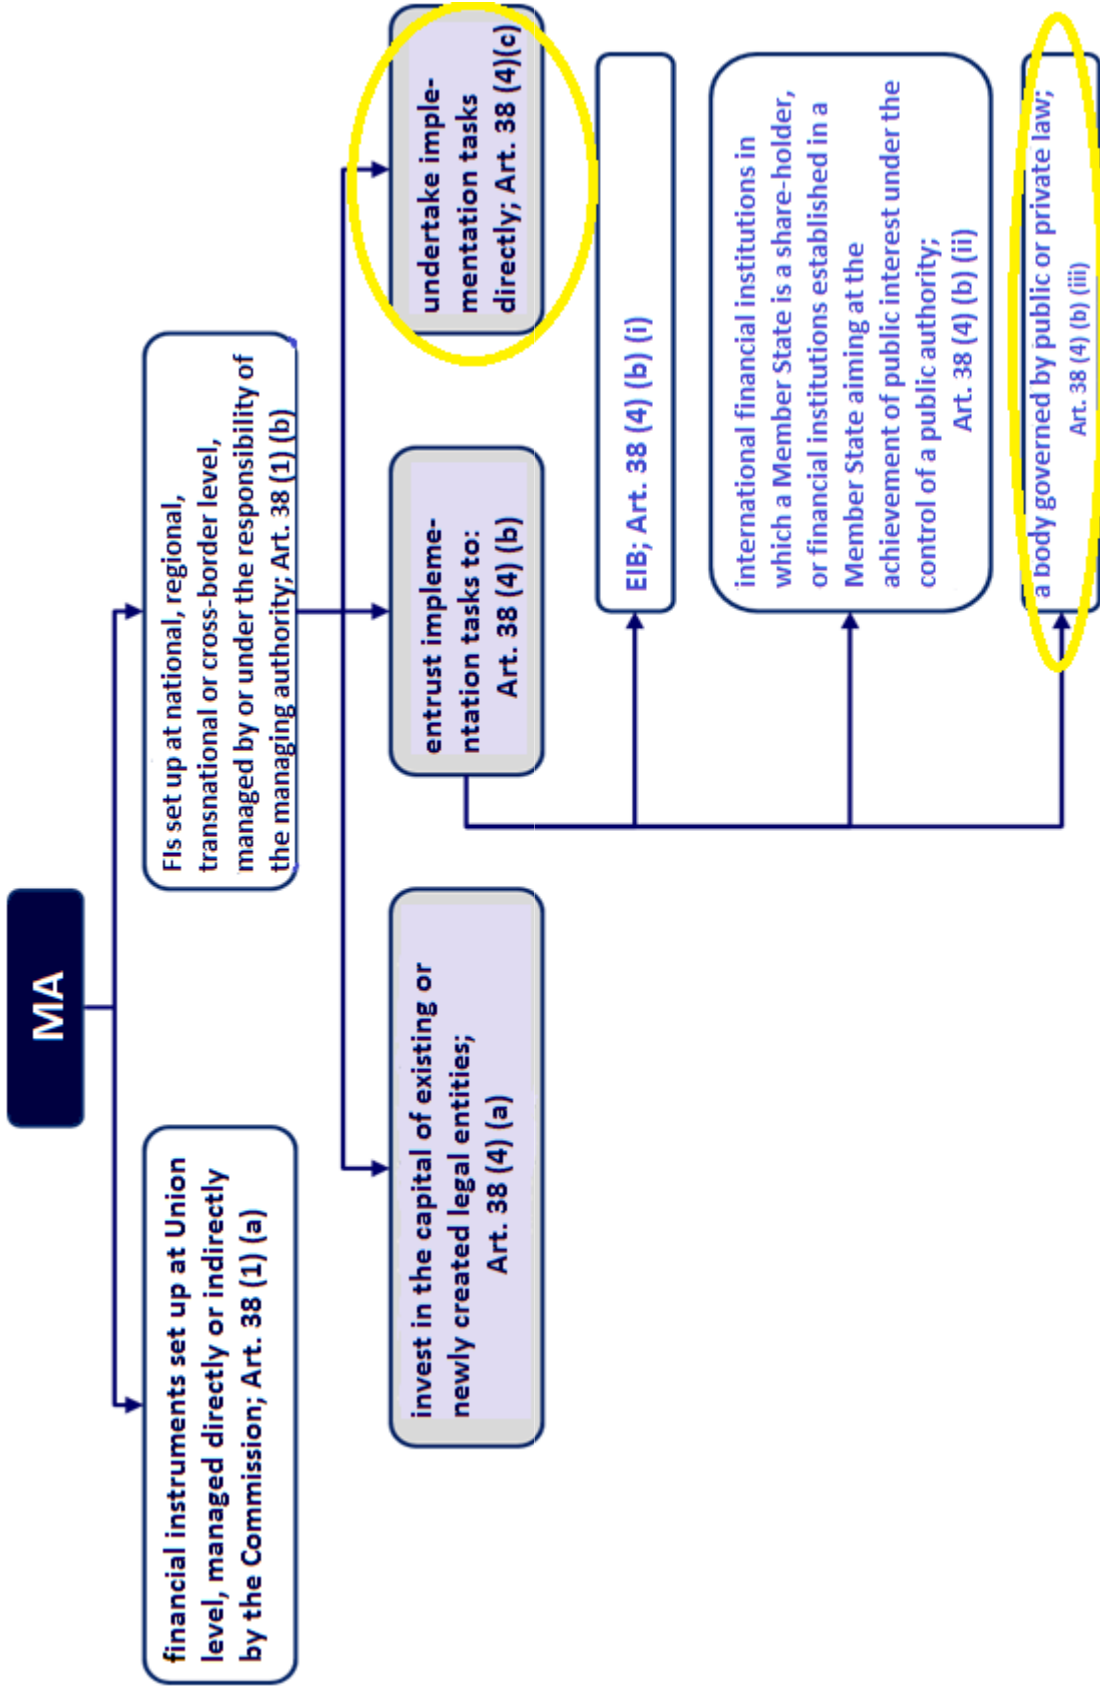 MA
financial instruments set up at Union
level, managed directly or indirectly
by the Commission; Art. 38 (1) (a)
FIs set up at national, regional,
transnational or cross-border level,
managed by or under the responsibility of
the managing authority; Art. 38 (1) (b)
invest in the capital of existing or
newly created legal entities;
Art. 38 (4) (a)
entrust impleme-
ntation tasks to:
Art. 38 (4) (b)
undertake imple-
mentation tasks
directly; Art. 38 (4)(c)
EIB; Art. 38 (4) (b) (i)
international financial institutions in
which a Member State is a share-holder,
or financial institutions established in a
Member State aiming at the
achievement of public interest under the
control of a public authority;
Art. 38 (4) (b) (ii)
a body governed by public or private law;
Art. 38 (4) (b) (iii)